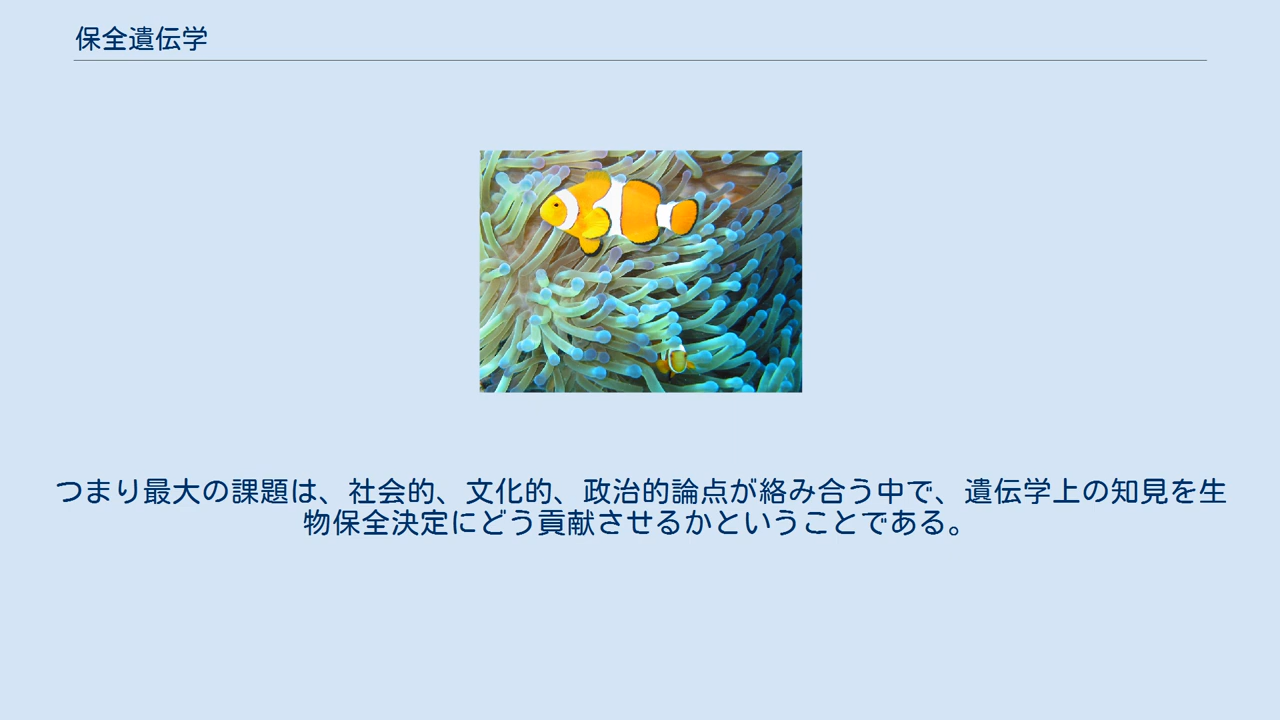 保全遺伝学
つまり最大の課題は、社会的、文化的、政治的論点が絡み合う中で、遺伝学上の知見を生
物保全決定にどう貢献させるかということである。